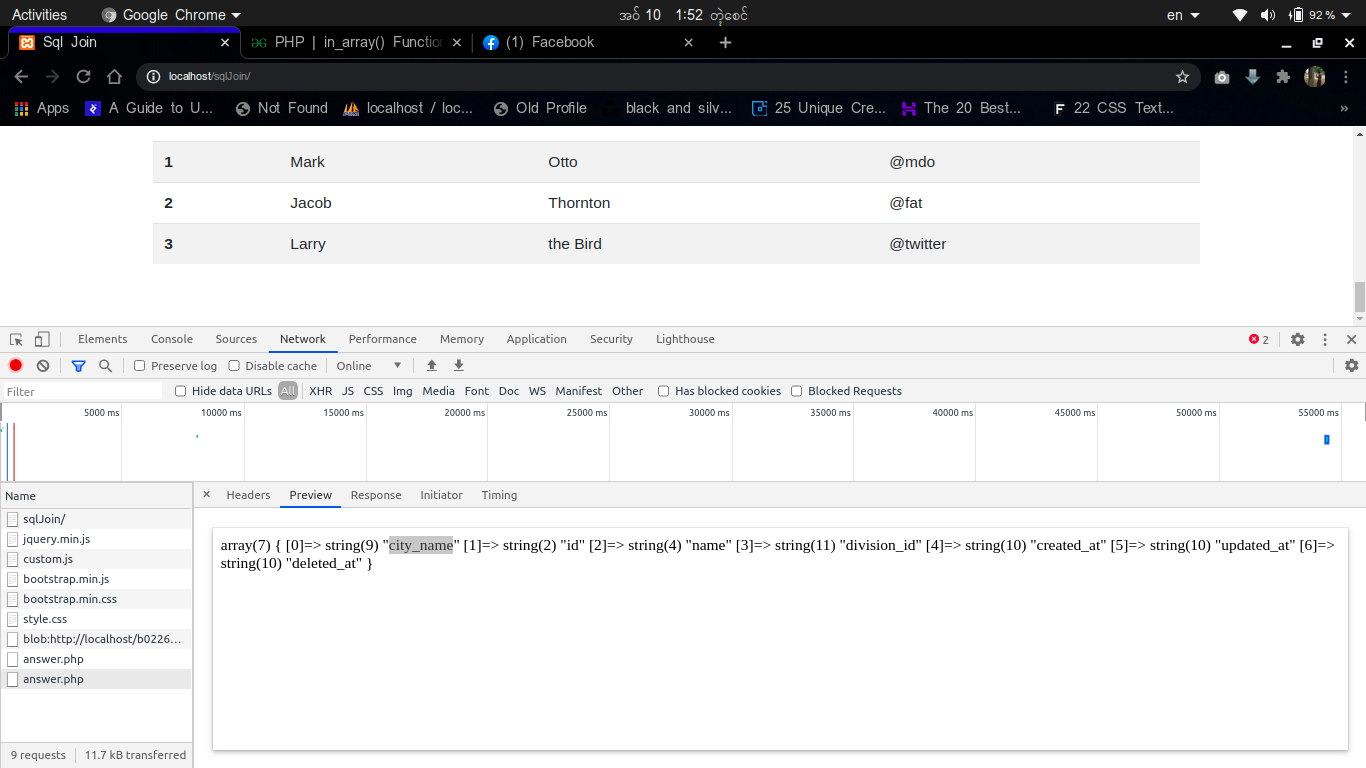 Activities Google Chrome အပ် 10 1:52 တွဲစေင် en 92 %
Sql Join PHP | in_array() Function (1) Facebook
localhost/sqlJoin/
Apps A Guide to U... Not Found localhost / loc... Old Profile black and silv... 25 Unique Cre... The 20 Best... F 22 CSS Text... »
1 Mark Otto @mdo
2 Jacob Thornton @fat
3 Larry the Bird @twitter
Elements Console Sources Network Performance Memory Application Security Lighthouse 2
Preserve log Disable cache Online
Filter Hide data URLs All XHR JS CSS Img Media Font Doc WS Manifest Other Has blocked cookies Blocked Requests
5000 ms 10000 ms 15000 ms 20000 ms 25000 ms 30000 ms 35000 ms 40000 ms 45000 ms 50000 ms 55000 ms
Name Headers Preview Response Initiator Timing
sqlJoin/
jquery.min.js
custom.js
bootstrap.min.js
bootstrap.min.css
style.css
blob:http://localhost/b0226...
answer.php
answer.php
array(7) { [0]=> string(9) "city_name" [1]=> string(2) "id" [2]=> string(4) "name" [3]=> string(11) "division_id" [4]=> string(10) "created_at" [5]=> string(10) "updated_at" [6]=>
string(10) "deleted_at" }
9 requests 11.7 kB transferred